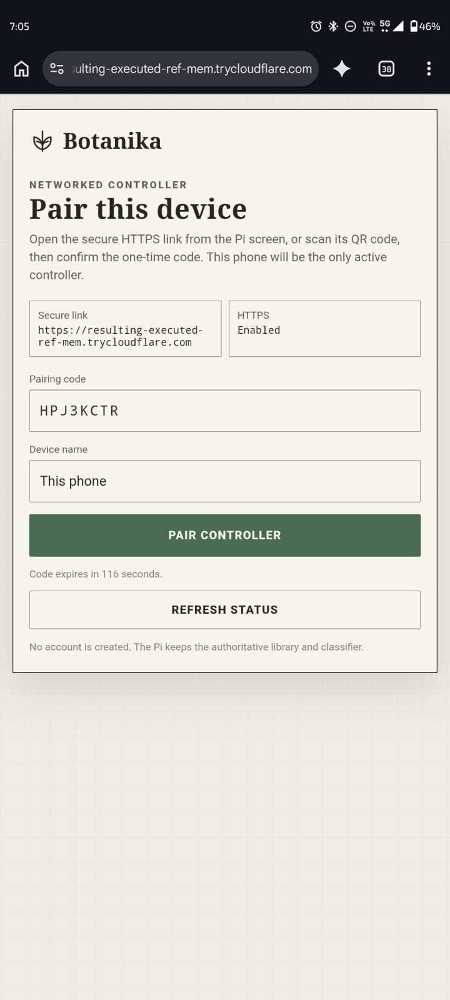 7:05
Vo LTE
5G
46%
sulting-executed-ref-mem.trycloudflare.com
38
Botanika
NETWORKED CONTROLLER
Pair this device
Open the secure HTTPS link from the Pi screen, or scan its QR code,
then confirm the one-time code. This phone will be the only active
controller.
Secure link
https://resulting-executed-
ref-mem.trycloudflare.com
HTTPS
Enabled
Pairing code
HPJ3KCTR
Device name
This phone
PAIR CONTROLLER
Code expires in 116 seconds.
REFRESH STATUS
No account is created. The Pi keeps the authoritative library and classifier.